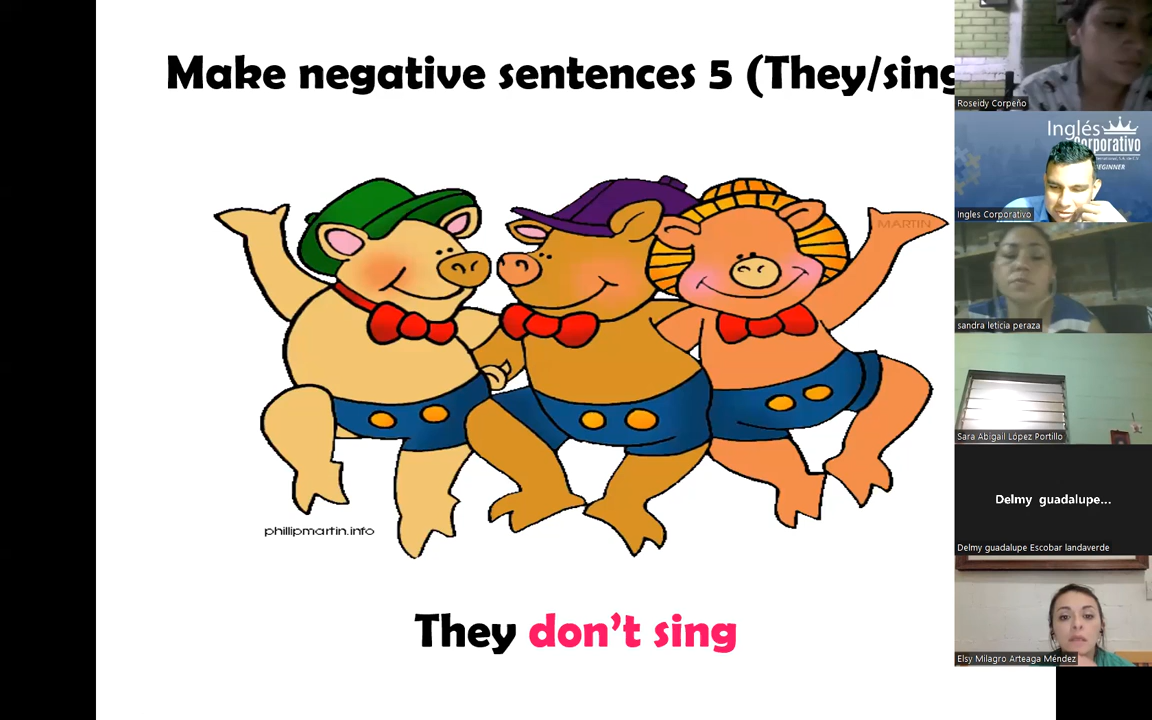 Make negative sentences 5 (They/sing
MARTIN
phillipmartin.info
They don't sing
Roseidy Corpeño
Inglés
Corporativo
BEGINNER
Ingles Corporativo
sandra leticia peraza
Sara Abigail López Portillo
Delmy guadalupe...
Delmy guadalupe Escobar landaverde
Elsy Milagro Arteaga Méndez